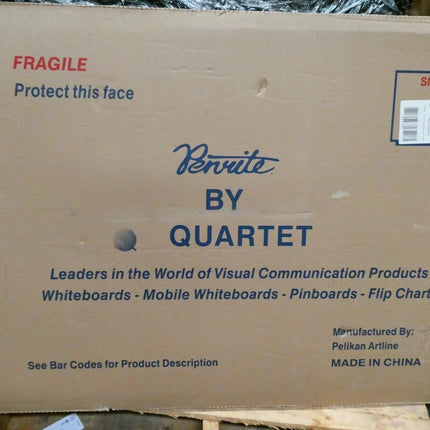 FRAGILE
Protect this face
Penrite
BY
QUARTET
Leaders in the World of Visual Communication Products
Whiteboards - Mobile Whiteboards - Pinboards - Flip Chart
Manufactured By:
Pelikan Artline
See Bar Codes for Product Description
MADE IN CHINA